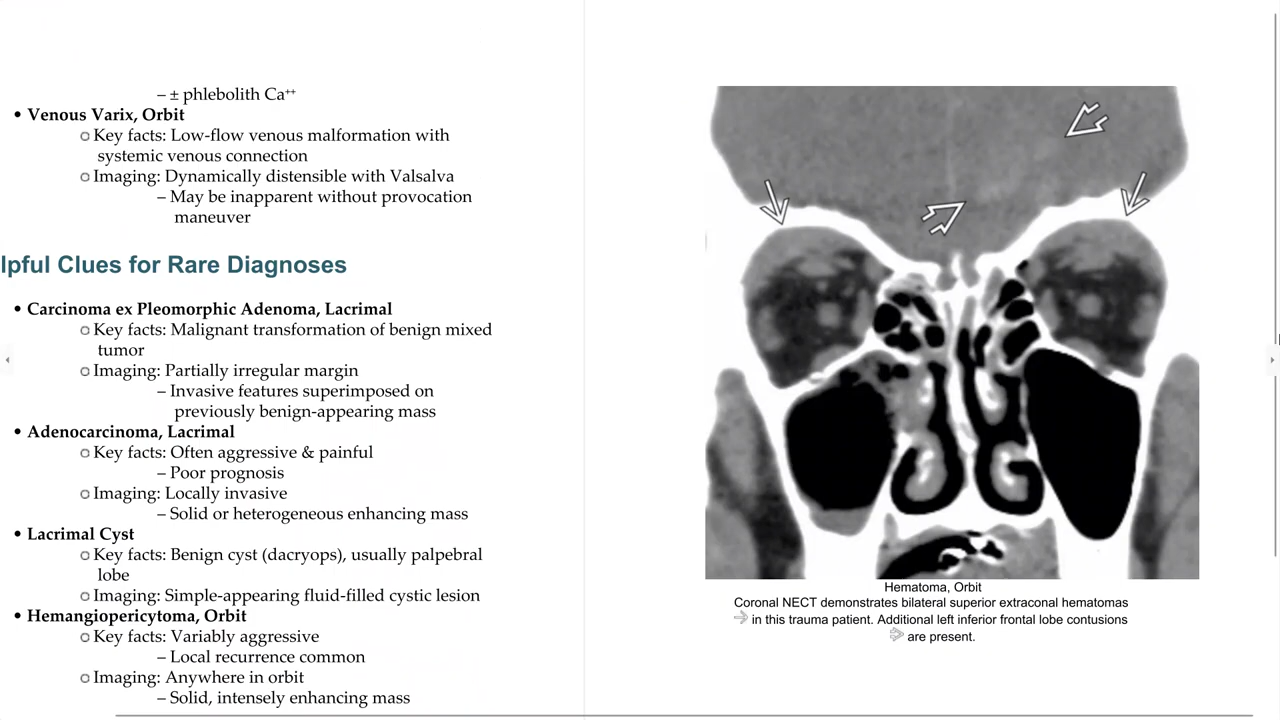 – ± phlebolith Ca⁺⁺
• Venous Varix, Orbit
○ Key facts: Low-flow venous malformation with
systemic venous connection
○ Imaging: Dynamically distensible with Valsalva
– May be inapparent without provocation
maneuver
lpful Clues for Rare Diagnoses
• Carcinoma ex Pleomorphic Adenoma, Lacrimal
○ Key facts: Malignant transformation of benign mixed
tumor
○ Imaging: Partially irregular margin
– Invasive features superimposed on
previously benign-appearing mass
• Adenocarcinoma, Lacrimal
○ Key facts: Often aggressive & painful
– Poor prognosis
○ Imaging: Locally invasive
– Solid or heterogeneous enhancing mass
• Lacrimal Cyst
○ Key facts: Benign cyst (dacryops), usually palpebral
lobe
○ Imaging: Simple-appearing fluid-filled cystic lesion
• Hemangiopericytoma, Orbit
○ Key facts: Variably aggressive
– Local recurrence common
○ Imaging: Anywhere in orbit
– Solid, intensely enhancing mass
Hematoma, Orbit
Coronal NECT demonstrates bilateral superior extraconal hematomas
in this trauma patient. Additional left inferior frontal lobe contusions
are present.